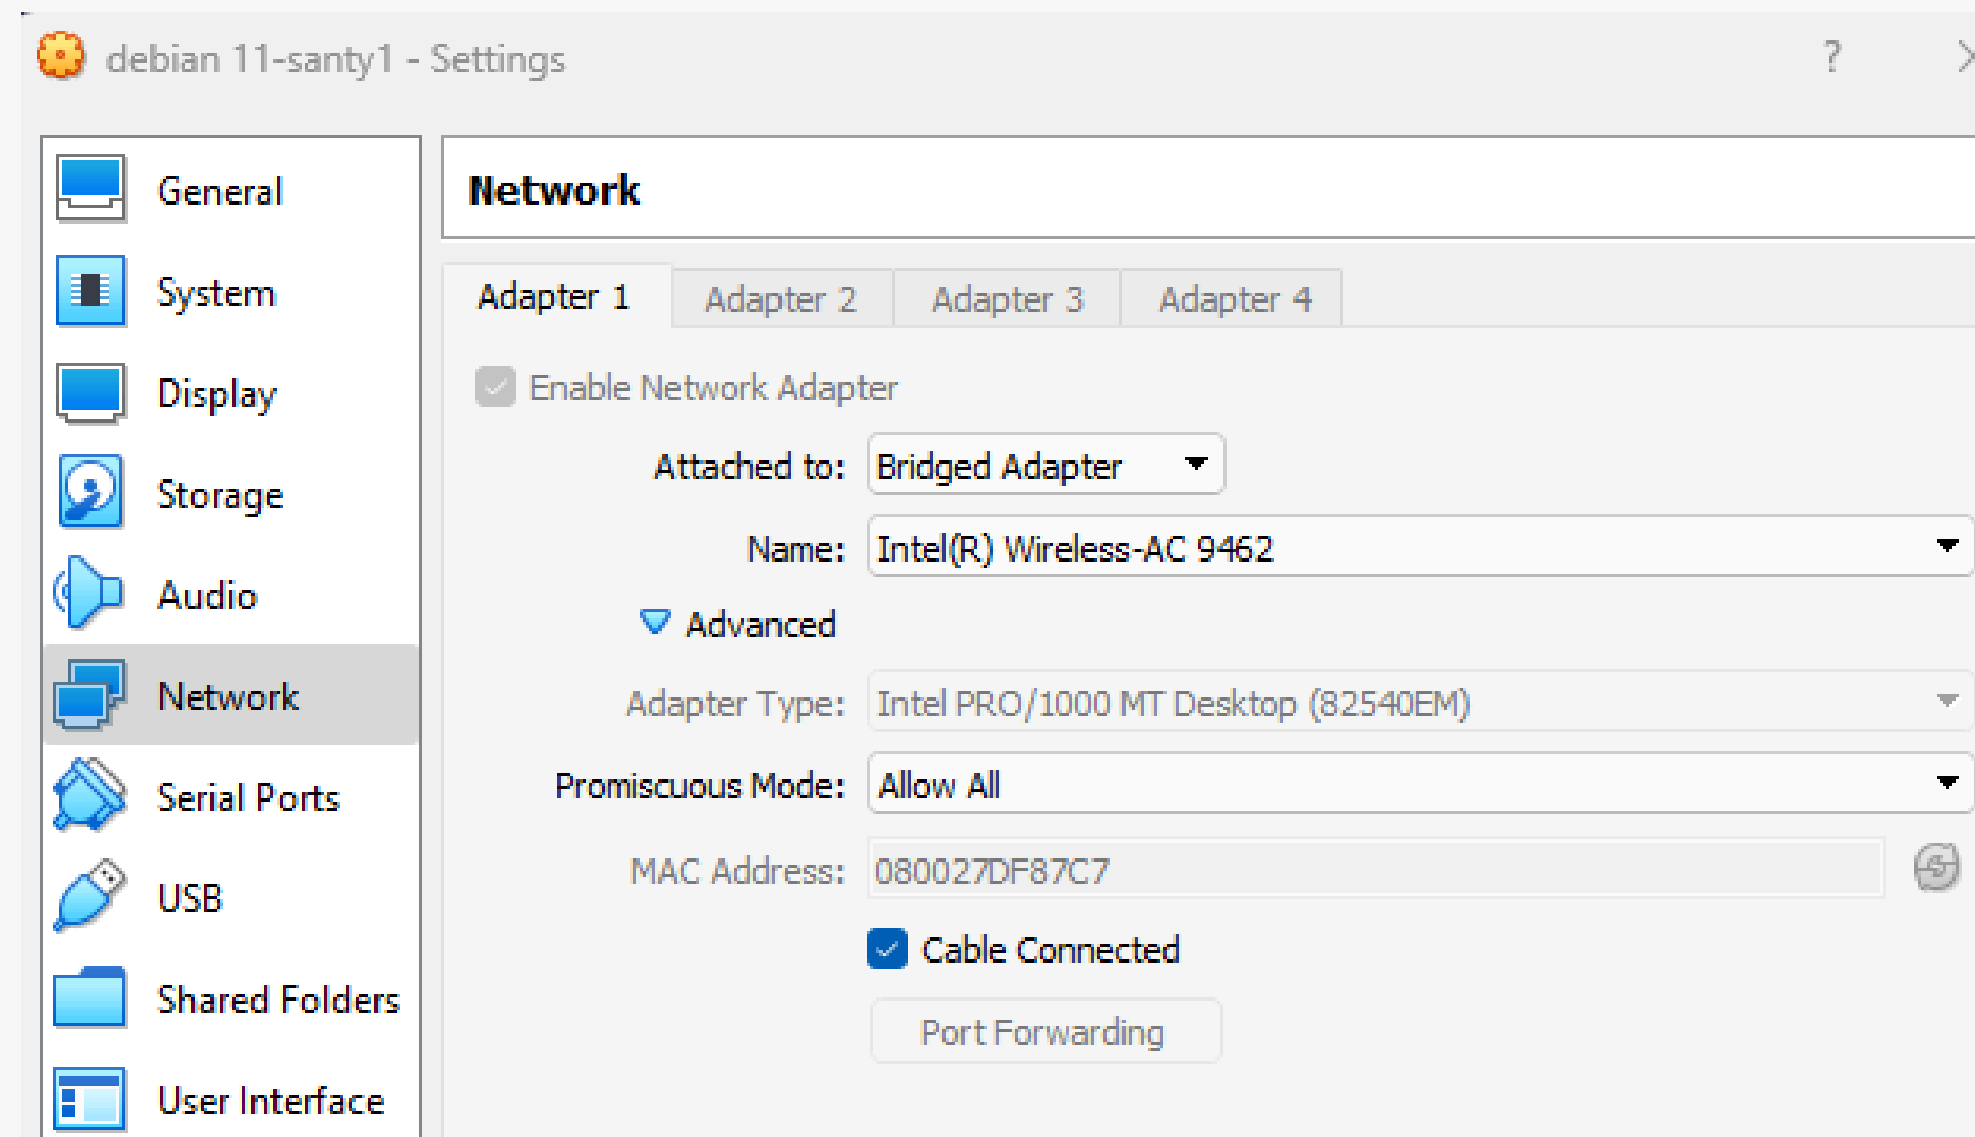 debian 11-santy1 - Settings
?
General
System
Display
Storage
Audio
Network
Serial Ports
USB
Shared Folders
User Interface
Network
Adapter 1
Adapter 2
Adapter 3
Adapter 4
Enable Network Adapter
Attached to: Bridged Adapter
Name: Intel(R) Wireless-AC 9462
Advanced
Adapter Type: Intel PRO/1000 MT Desktop (82540EM)
Promiscuous Mode: Allow All
MAC Address: 080027DF87C7
Cable Connected
Port Forwarding